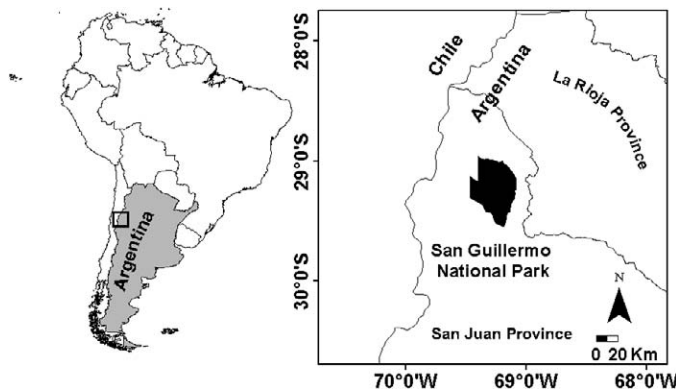 Argentina
28°0'S
29°0'S
30°0'S
Chile
Argentina
La Rioja Province
San Guillermo
National Park
San Juan Province
N
0 20 Km
70°0'W 69°0'W 68°0'W